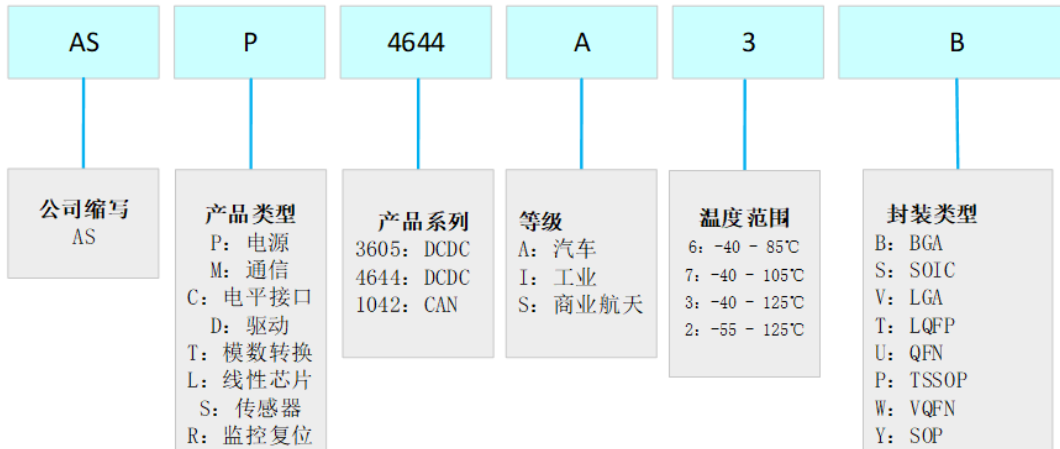 AS
P
4644
A
3
B
公司缩写
AS
产品类型
P：电源
M：通信
C：电平接口
D：驱动
T：模数转换
L：线性芯片
S：传感器
R：监控复位
产品系列
3605：DCDC
4644：DCDC
1042：CAN
等级
A：汽车
I：工业
S：商业航天
温度范围
6：-40 - 85℃
7：-40 - 105℃
3：-40 - 125℃
2：-55 - 125℃
封装类型
B：BGA
S：SOIC
V：LGA
T：LQFP
U：QFN
P：TSSOP
W：VQFN
Y：SOP